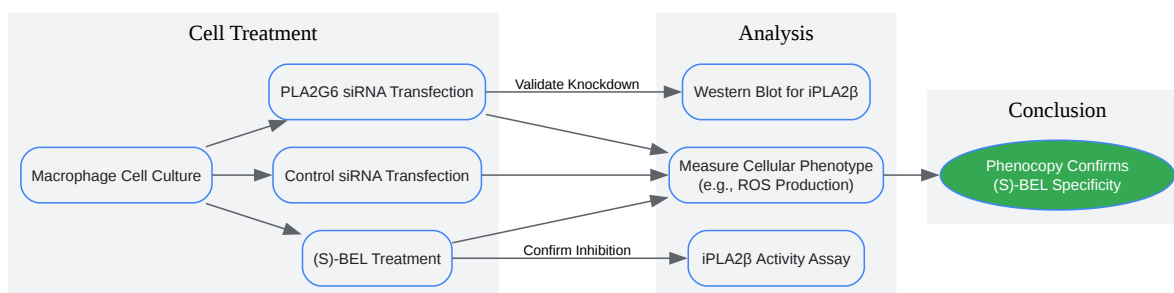 Cell Treatment
Analysis
Conclusion
PLA2G6 siRNA Transfection
Validate Knockdown
Western Blot for iPLA2β
Macrophage Cell Culture
Control siRNA Transfection
Measure Cellular Phenotype
(e.g., ROS Production)
Phenocopy Confirms
(S)-BEL Specificity
(S)-BEL Treatment
Confirm Inhibition
iPLA2β Activity Assay